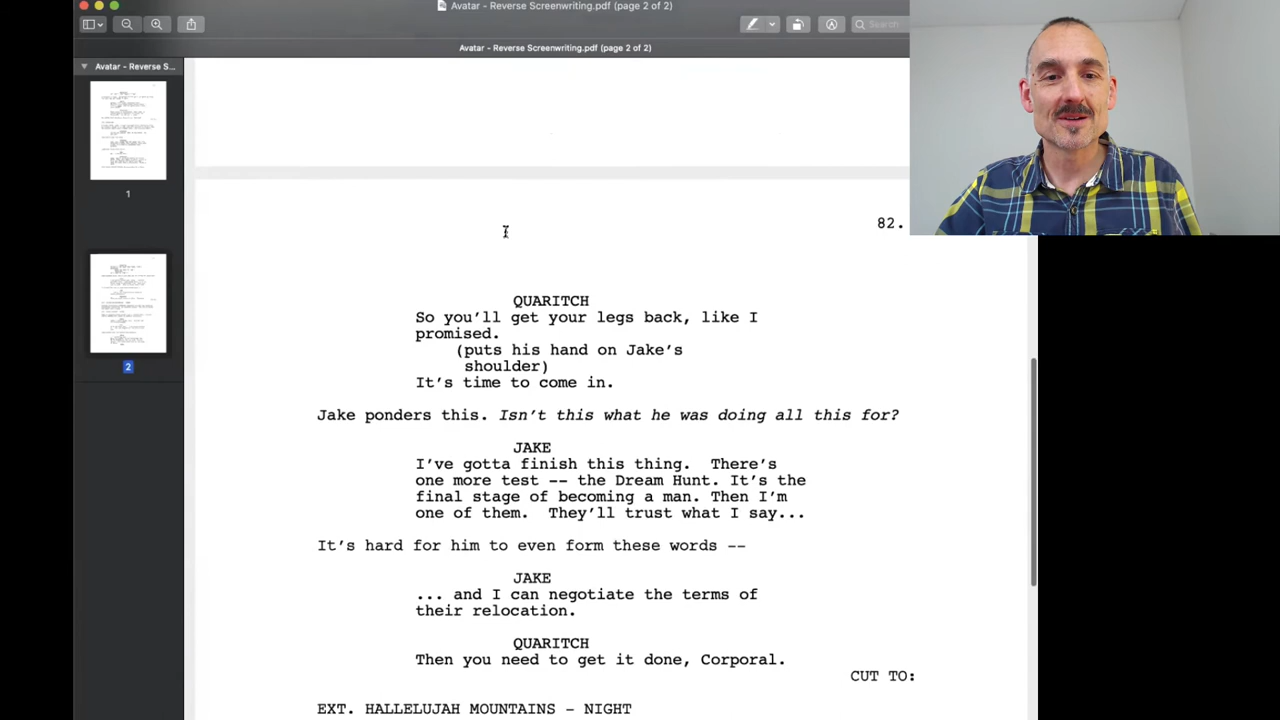 Avatar - Reverse Screenwriting.pdf (page 2 of 2)
Search
Avatar - Reverse Screenwriting.pdf (page 2 of 2)
Avatar - Reverse S...
1
2
82.
QUARITCH
So you'll get your legs back, like I
promised.
(puts his hand on Jake's
shoulder)
It's time to come in.
Jake ponders this. Isn't this what he was doing all this for?
JAKE
I've gotta finish this thing.  There's
one more test -- the Dream Hunt. It's the
final stage of becoming a man. Then I'm
one of them.  They'll trust what I say...
It's hard for him to even form these words --
JAKE
... and I can negotiate the terms of
their relocation.
QUARITCH
Then you need to get it done, Corporal.
CUT TO:
EXT. HALLELUJAH MOUNTAINS – NIGHT